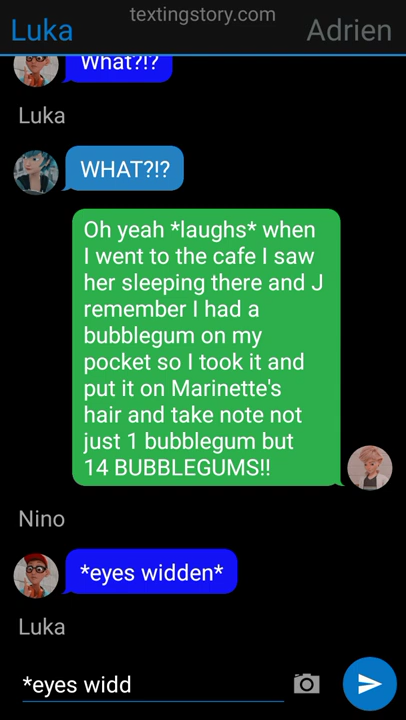 textingstory.com
Luka
Adrien
What?!?
Luka
WHAT?!?
Oh yeah *laughs* when
I went to the cafe I saw
her sleeping there and J
remember I had a
bubblegum on my
pocket so I took it and
put it on Marinette's
hair and take note not
just 1 bubblegum but
14 BUBBLEGUMS!!
Nino
*eyes widden*
Luka
*eyes widd